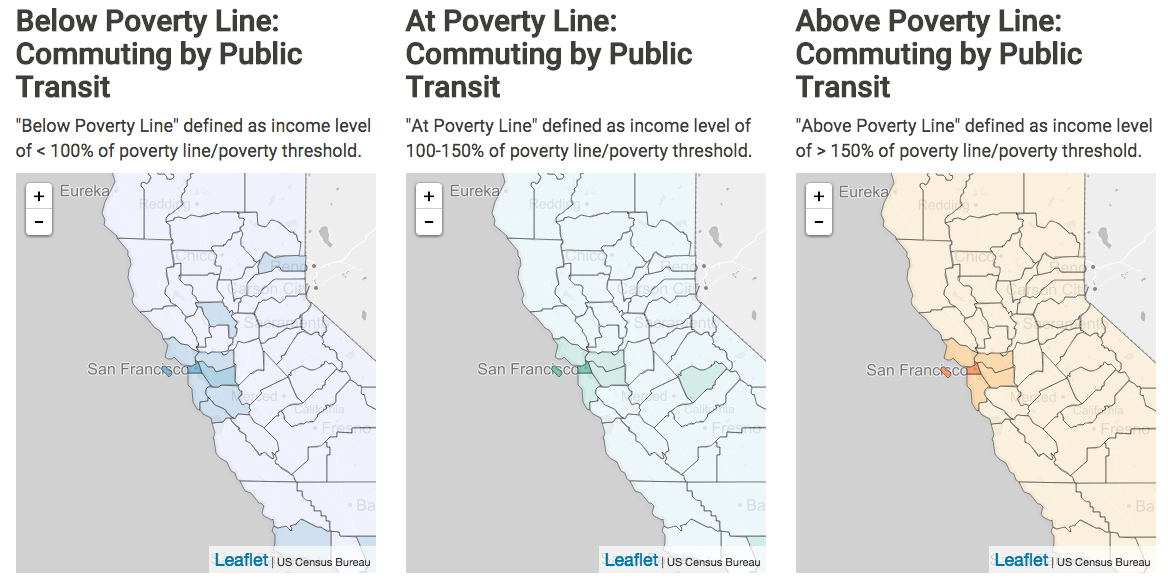 Below Poverty Line:
Commuting by Public
Transit
"Below Poverty Line" defined as income level
of < 100% of poverty line/poverty threshold.
+
−
Eureka
Redding
Chico
Reno
Carson City
Sacramento
San Francisco
Merced
California
Fresno
Ba
Leaflet | US Census Bureau
At Poverty Line:
Commuting by Public
Transit
"At Poverty Line" defined as income level of
100-150% of poverty line/poverty threshold.
+
−
Eureka
Redding
Chico
Reno
Carson City
Sacramento
San Francisco
Merced
California
Fresno
Ba
Leaflet | US Census Bureau
Above Poverty Line:
Commuting by Public
Transit
"Above Poverty Line" defined as income level
of > 150% of poverty line/poverty threshold.
+
−
Eureka
Redding
Chico
Reno
Carson City
Sacramento
San Francisco
Merced
California
Fresno
Ba
Leaflet | US Census Bureau